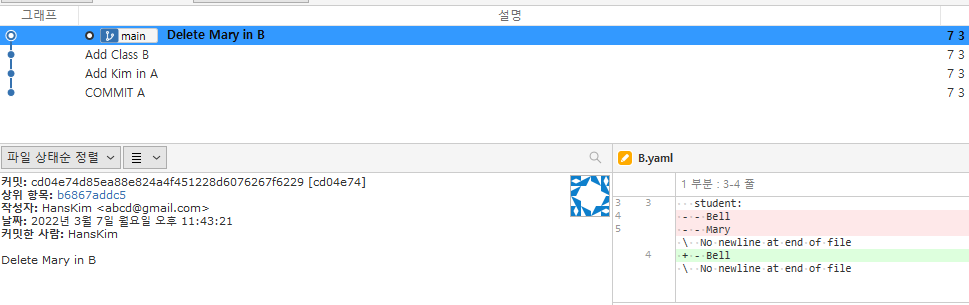 그래프 설명
main Delete Mary in B 7 3
Add Class B 7 3
Add Kim in A 7 3
COMMIT A 7 3
파일 상태순 정렬
커밋: cd04e74d85ea88e824a4f451228d6076267f6229 [cd04e74]
상위 항목: b6867addc5
작성자: HansKim <abcd@gmail.com>
날짜: 2022년 3월 7일 월요일 오후 11:43:21
커밋한 사람: HansKim
Delete Mary in B
B.yaml
1 부분 : 3-4 줄
3 3 student:
4 - - Bell
5 - - Mary
\ No newline at end of file
4 + - Bell
\ No newline at end of file